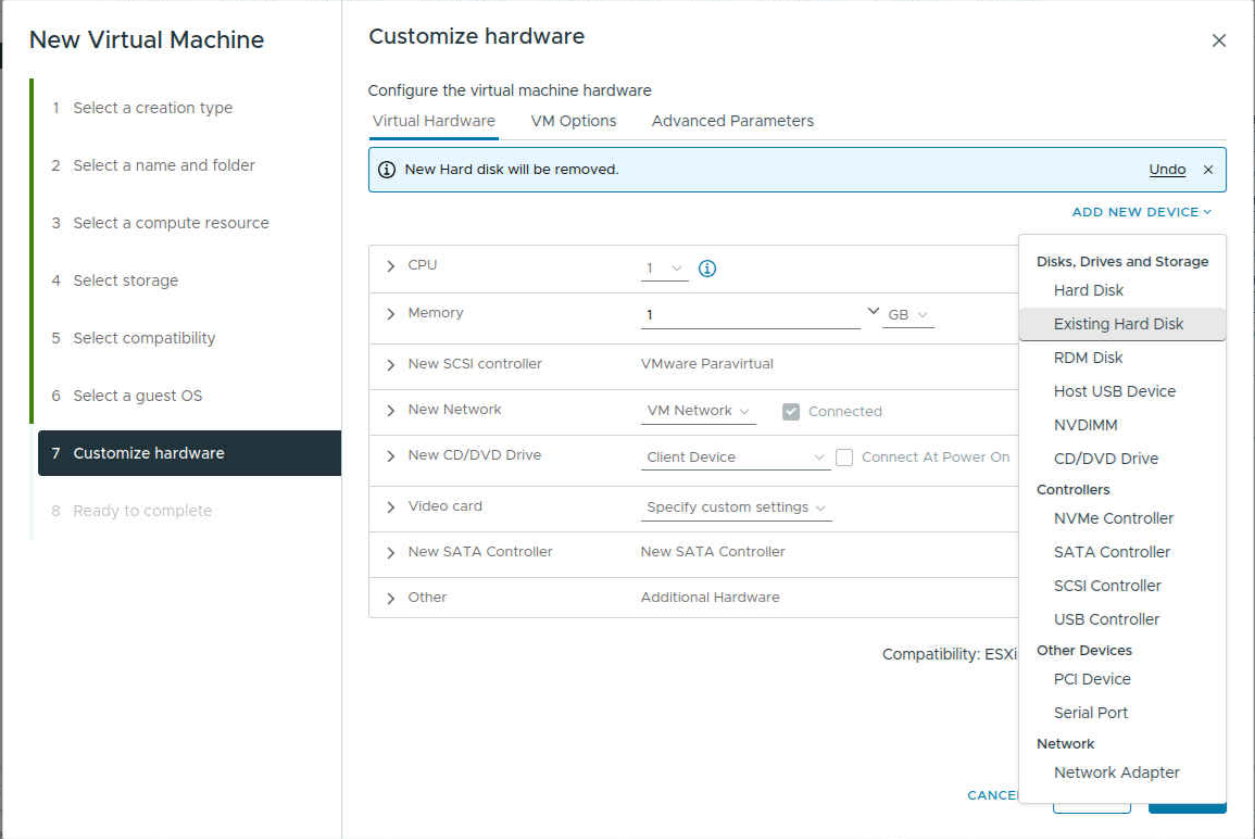 New Virtual Machine
1 Select a creation type
2 Select a name and folder
3 Select a compute resource
4 Select storage
5 Select compatibility
6 Select a guest OS
7 Customize hardware
8 Ready to complete
Customize hardware
Configure the virtual machine hardware
Virtual Hardware VM Options Advanced Parameters
New Hard disk will be removed. Undo
ADD NEW DEVICE
CPU 1
Memory 1 GB
New SCSI controller VMware Paravirtual
New Network VM Network Connected
New CD/DVD Drive Client Device Connect At Power On
Video card Specify custom settings
New SATA Controller New SATA Controller
Other Additional Hardware
Compatibility: ESXi
Disks, Drives and Storage
Hard Disk
Existing Hard Disk
RDM Disk
Host USB Device
NVDIMM
CD/DVD Drive
Controllers
NVMe Controller
SATA Controller
SCSI Controller
USB Controller
Other Devices
PCI Device
Serial Port
Network
Network Adapter
CANCE